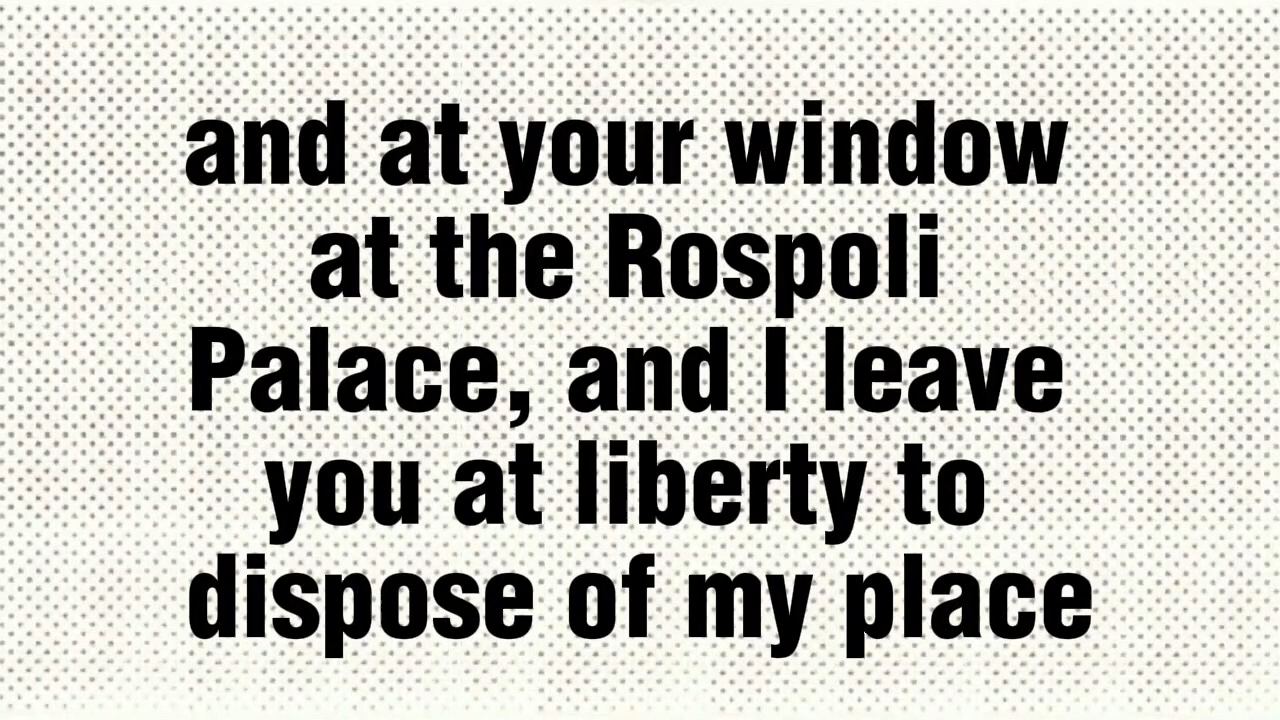 and at your window
at the Rospoli
Palace, and I leave
you at liberty to
dispose of my place